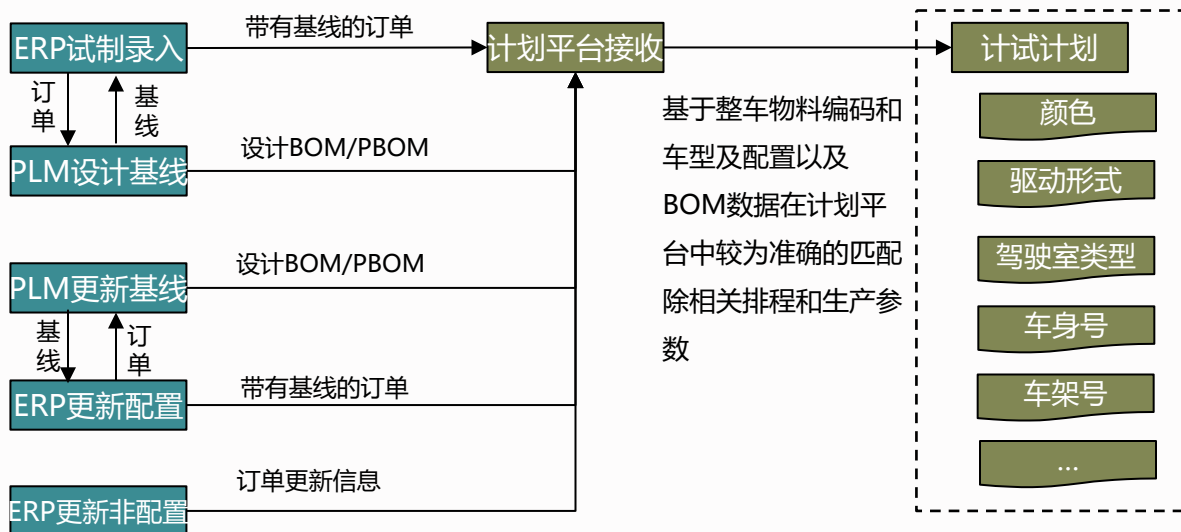 ERP试制录入
带有基线的订单
计划平台接收
计试计划
订单
基线
PLM设计基线
设计BOM/PBOM
PLM更新基线
设计BOM/PBOM
基线
订单
ERP更新配置
带有基线的订单
ERP更新非配置
订单更新信息
基于整车物料编码和
车型及配置以及
BOM数据在计划平
台中较为准确的匹配
除相关排程和生产参
数
颜色
驱动形式
驾驶室类型
车身号
车架号
...